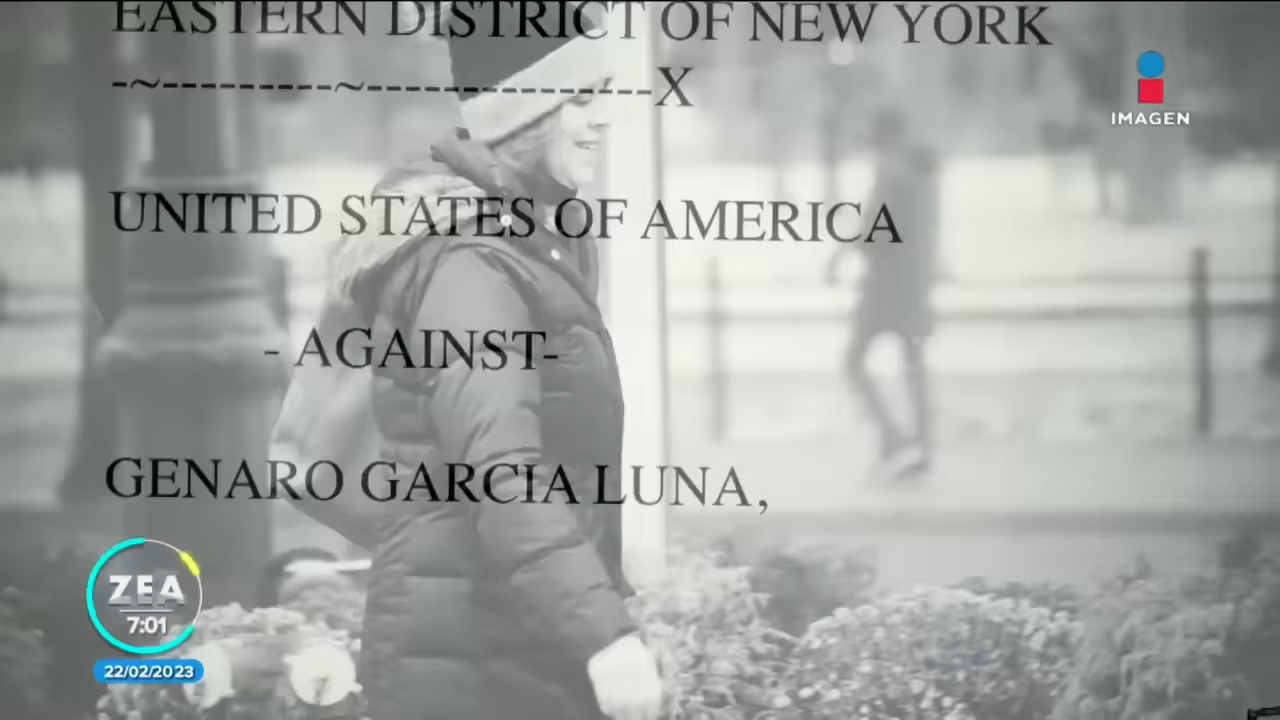 EASTERN DISTRICT OF NEW YORK
-~---------~---------------X
IMAGEN
UNITED STATES OF AMERICA
- AGAINST-
GENARO GARCIA LUNA,
ZEA
7:01
22/02/2023